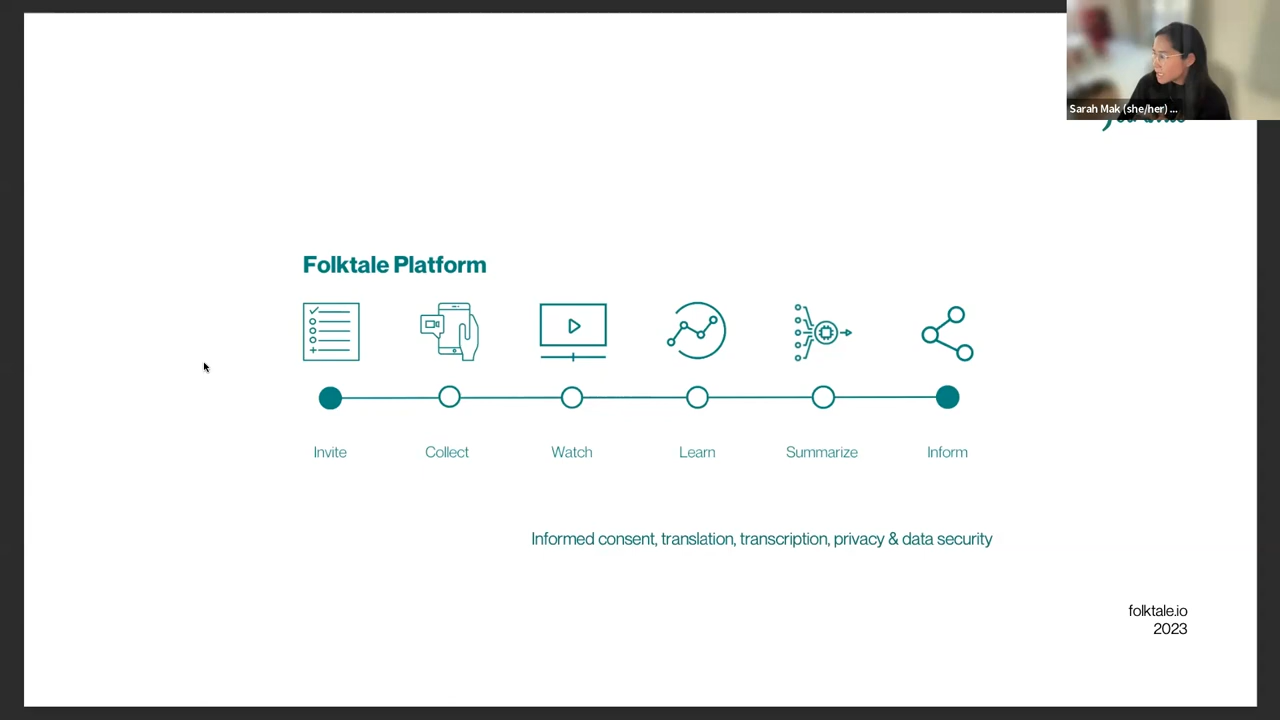 Sarah Mak (she/her) ...
Folktale Platform
Invite Collect Watch Learn Summarize Inform
Informed consent, translation, transcription, privacy & data security
folktale.io
2023